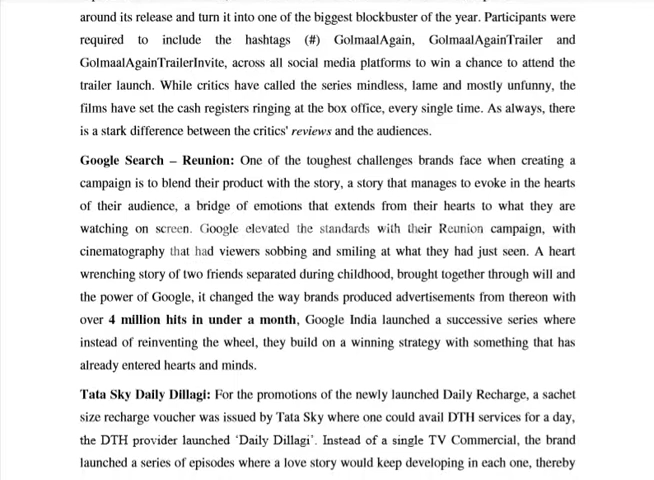 around its release and turn it into one of the biggest blockbuster of the year. Participants were
required to include the hashtags (#) GolmaalAgain, GolmaalAgainTrailer and
GolmaalAgainTrailerInvite, across all social media platforms to win a chance to attend the
trailer launch. While critics have called the series mindless, lame and mostly unfunny, the
films have set the cash registers ringing at the box office, every single time. As always, there
is a stark difference between the critics' reviews and the audiences.
Google Search – Reunion: One of the toughest challenges brands face when creating a
campaign is to blend their product with the story, a story that manages to evoke in the hearts
of their audience, a bridge of emotions that extends from their hearts to what they are
watching on screen. Google elevated the standards with their Reunion campaign, with
cinematography that had viewers sobbing and smiling at what they had just seen. A heart
wrenching story of two friends separated during childhood, brought together through will and
the power of Google, it changed the way brands produced advertisements from thereon with
over 4 million hits in under a month, Google India launched a successive series where
instead of reinventing the wheel, they build on a winning strategy with something that has
already entered hearts and minds.
Tata Sky Daily Dillagi: For the promotions of the newly launched Daily Recharge, a sachet
size recharge voucher was issued by Tata Sky where one could avail DTH services for a day,
the DTH provider launched ‘Daily Dillagi’. Instead of a single TV Commercial, the brand
launched a series of episodes where a love story would keep developing in each one, thereby